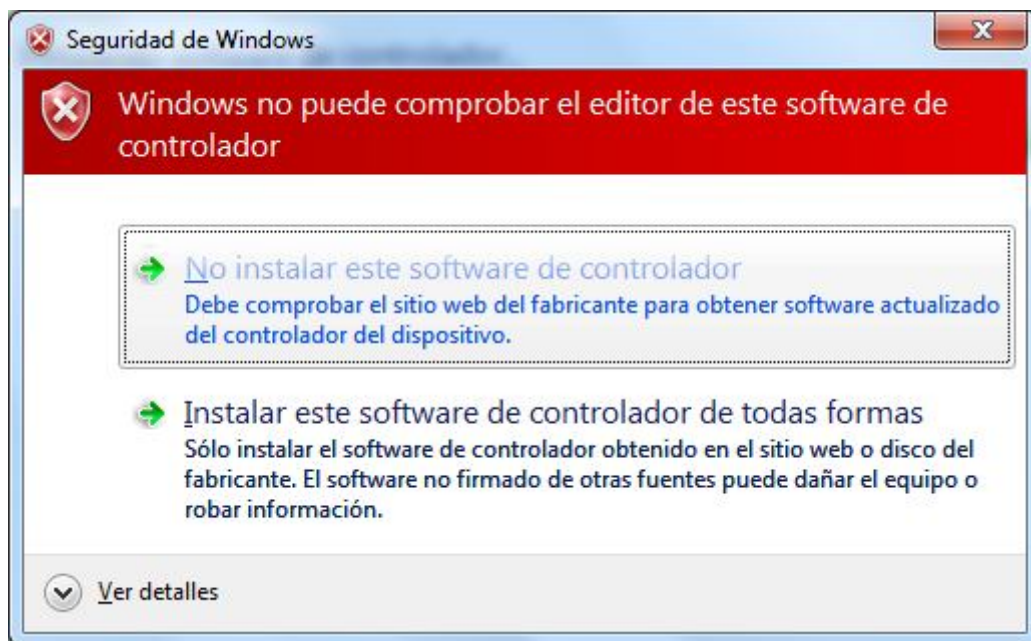 Seguridad de Windows
Windows no puede comprobar el editor de este software de
controlador
No instalar este software de controlador
Debe comprobar el sitio web del fabricante para obtener software actualizado
del controlador del dispositivo.
Instalar este software de controlador de todas formas
Sólo instalar el software de controlador obtenido en el sitio web o disco del
fabricante. El software no firmado de otras fuentes puede dañar el equipo o
robar información.
Ver detalles